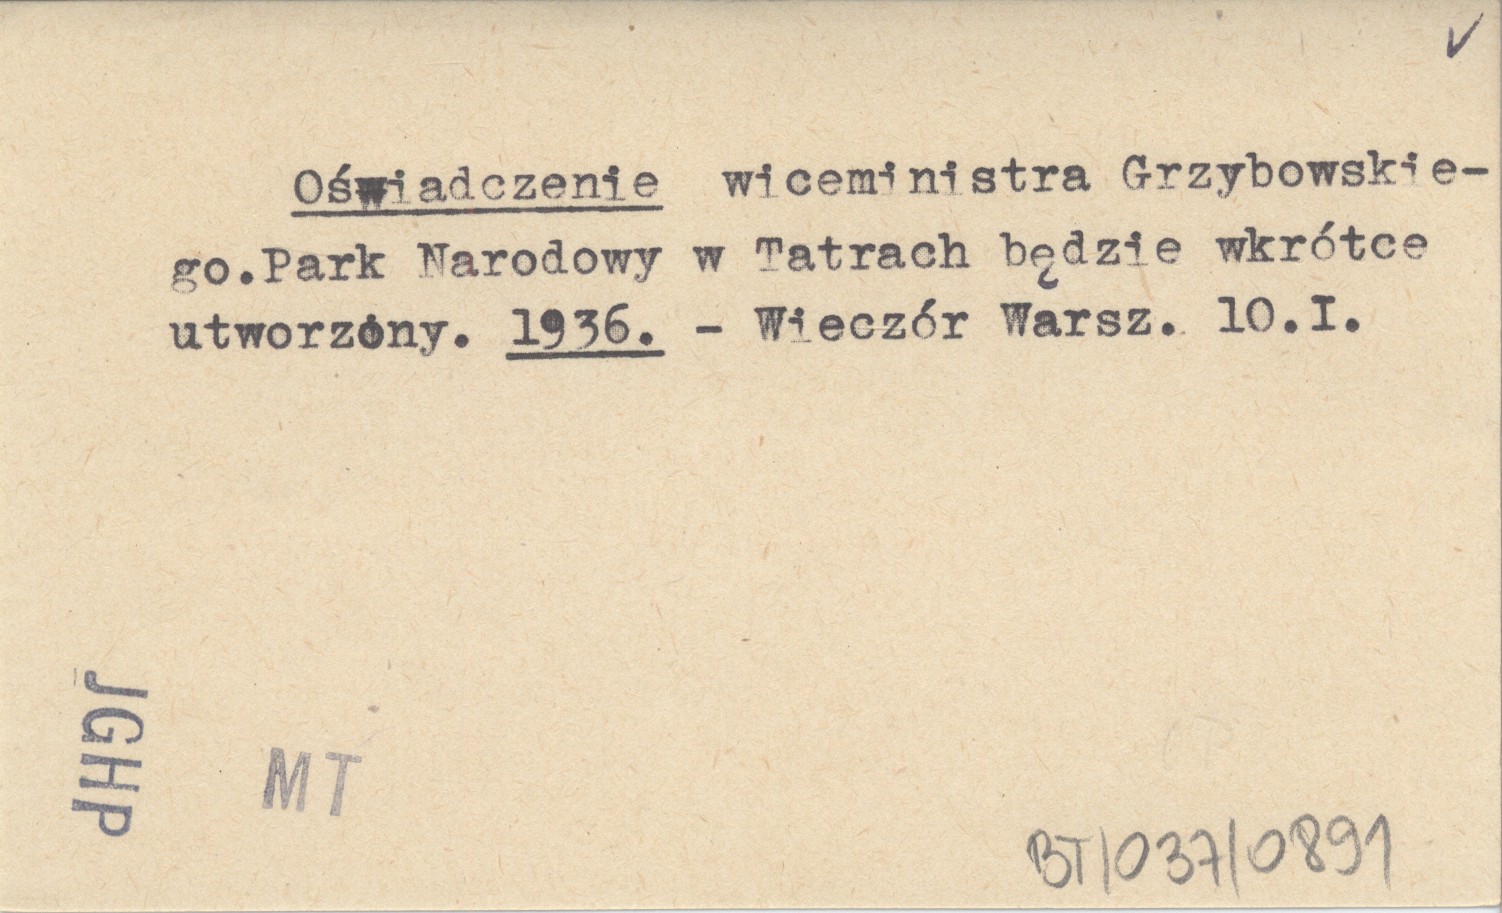 ✓
Oświadczenie wiceministra Grzybowskie-
go.Park Narodowy w Tatrach będzie wkrótce
utworzony. 1936. - Wieczór Warsz. 10.I.
JGHP
MT
BT/037/0891